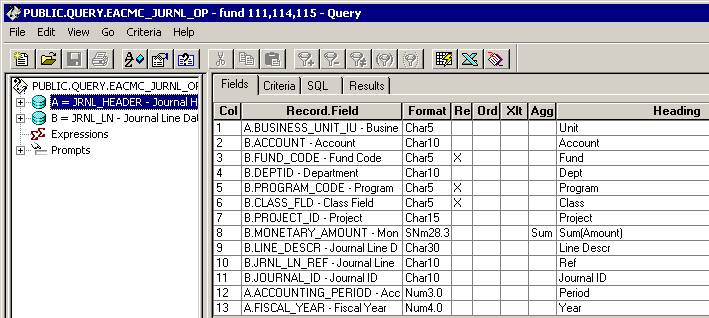 PUBLIC.QUERY.EACMC_JURNL_OP - fund 111,114,115 - Query
File Edit View Go Criteria Help
PUBLIC.QUERY.EACMC_JURNL_OP
A = JRNL_HEADER - Journal H
B = JRNL_LN - Journal Line Da
Expressions
Prompts
Fields Criteria SQL Results
Col Record.Field Format Re Ord Xlt Agg Heading
1 A.BUSINESS_UNIT_IU - Busine Char5 Unit
2 B.ACCOUNT - Account Char10 Account
3 B.FUND_CODE - Fund Code Char5 X Fund
4 B.DEPTID - Department Char10 Dept
5 B.PROGRAM_CODE - Program Char5 X Program
6 B.CLASS_FLD - Class Field Char5 X Class
7 B.PROJECT_ID - Project Char15 Project
8 B.MONETARY_AMOUNT - Mon SNm28.3 Sum Sum(Amount)
9 B.LINE_DESCR - Journal Line D Char30 Line Descr
10 B.JRNL_LN_REF - Journal Line Char10 Ref
11 B.JOURNAL_ID - Journal ID Char10 Journal ID
12 A.ACCOUNTING_PERIOD - Acc Num3.0 Period
13 A.FISCAL_YEAR - Fiscal Year Num4.0 Year